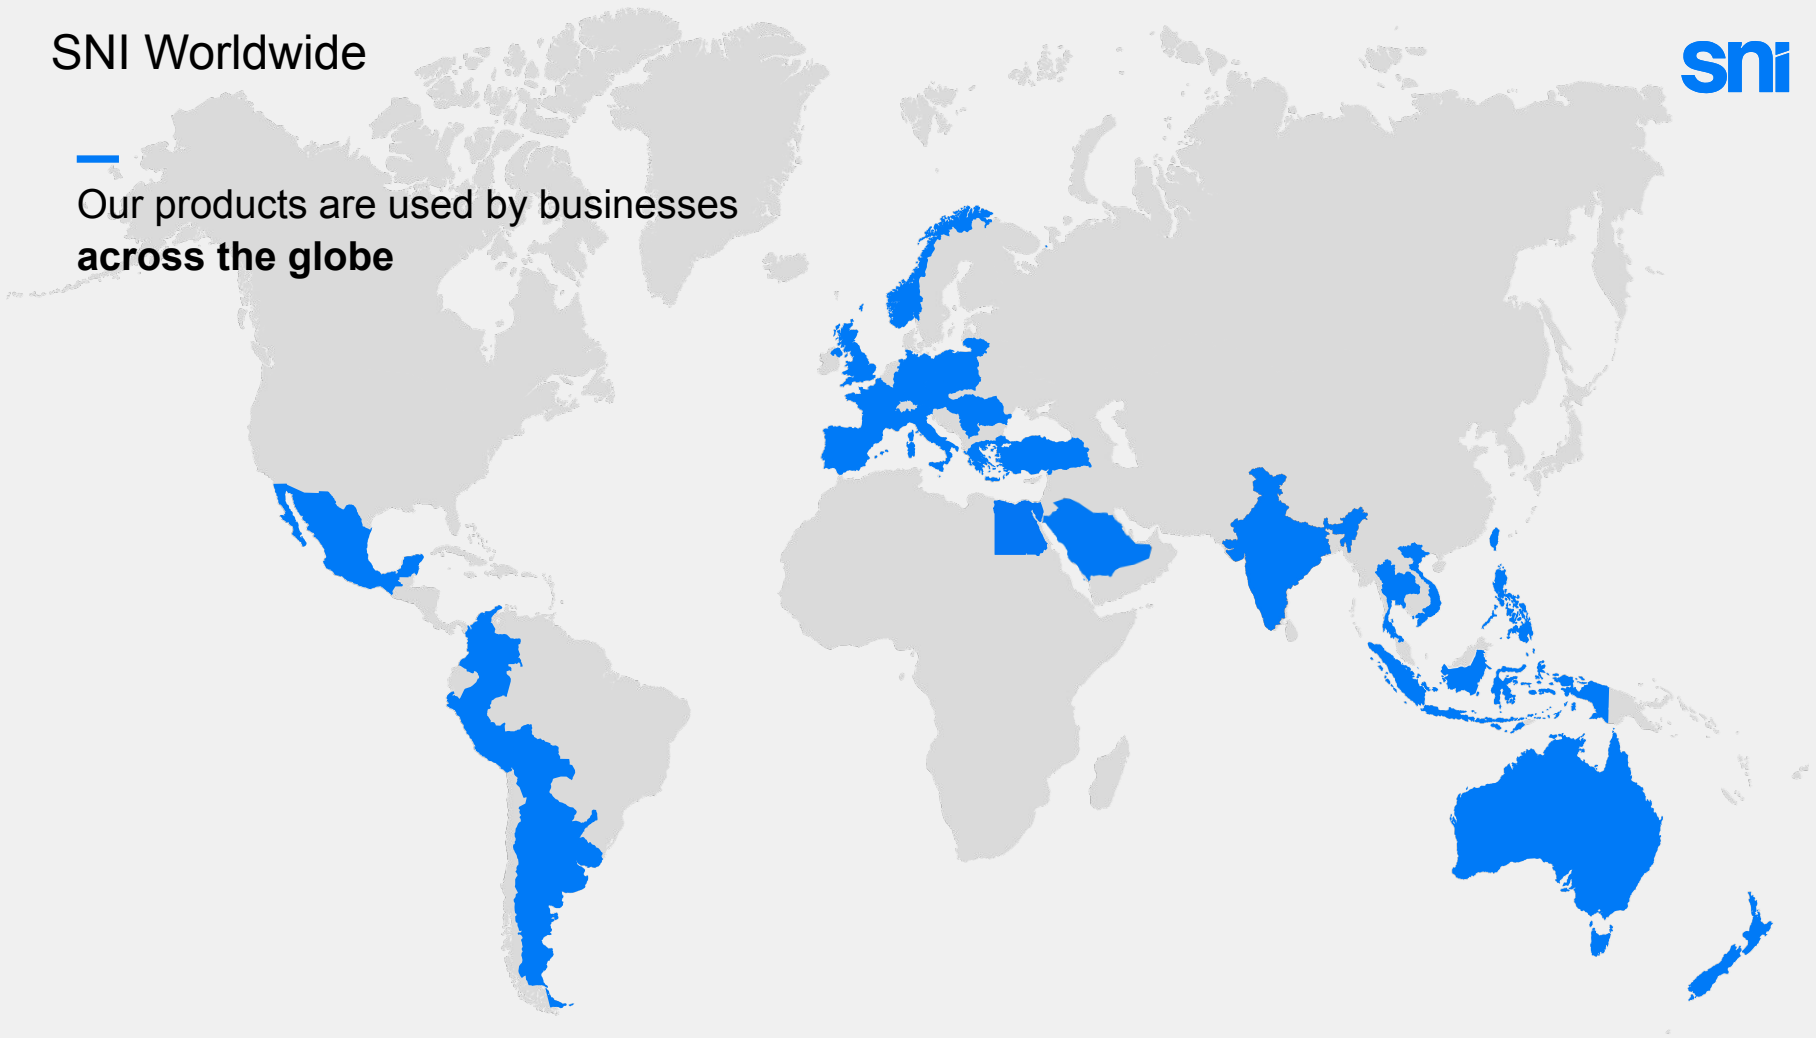 SNI Worldwide
sni
Our products are used by businesses
across the globe